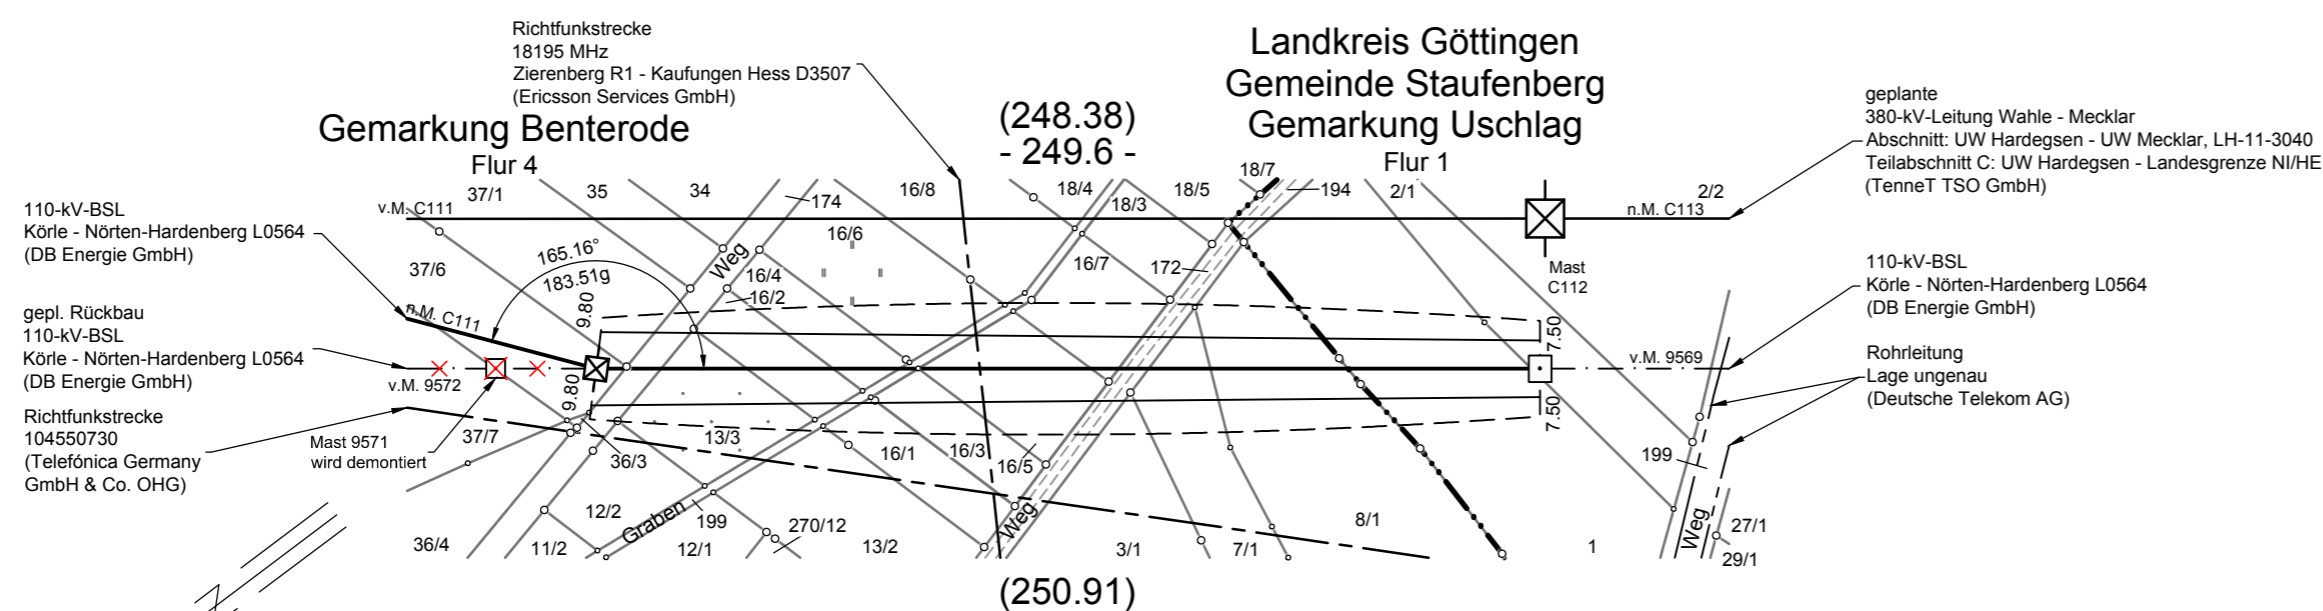 Richtfunkstrecke
18195 MHz
Zierenberg R1 - Kaufungen Hess D3507
(Ericsson Services GmbH)
Landkreis Göttingen
Gemeinde Staufenberg
Gemarkung Uschlag
Flur 1
Gemarkung Benterode
Flur 4
(248.38)
- 249.6 -
geplante
380-kV-Leitung Wahle - Mecklar
Abschnitt: UW Hardegsen - UW Mecklar, LH-11-3040
Teilabschnitt C: UW Hardegsen - Landesgrenze NI/HE
(TenneT TSO GmbH)
110-kV-BSL
Körle - Nörten-Hardenberg L0564
(DB Energie GmbH)
gepl. Rückbau
110-kV-BSL
Körle - Nörten-Hardenberg L0564
(DB Energie GmbH)
Richtfunkstrecke
104550730
(Telefónica Germany
GmbH & Co. OHG)
110-kV-BSL
Körle - Nörten-Hardenberg L0564
(DB Energie GmbH)
Rohrleitung
Lage ungenau
(Deutsche Telekom AG)
37/1
35
34
174
16/8
18/4
18/3
18/5
18/7
194
2/1
2/2
v.M. C111
n.M. C113
37/6
165.16°
183.51g
Weg
16/6
16/4
16/2
16/7
172
Mast
C112
n.M. C111
9.80
7.50
v.M. 9572
v.M. 9569
9.80
7.50
Mast 9571
wird demontiert
37/7
36/3
13/3
16/1
16/3
16/5
199
12/2
Graben
199
270/12
Weg
8/1
Weg
27/1
36/4
11/2
12/1
13/2
3/1
7/1
1
29/1
(250.91)